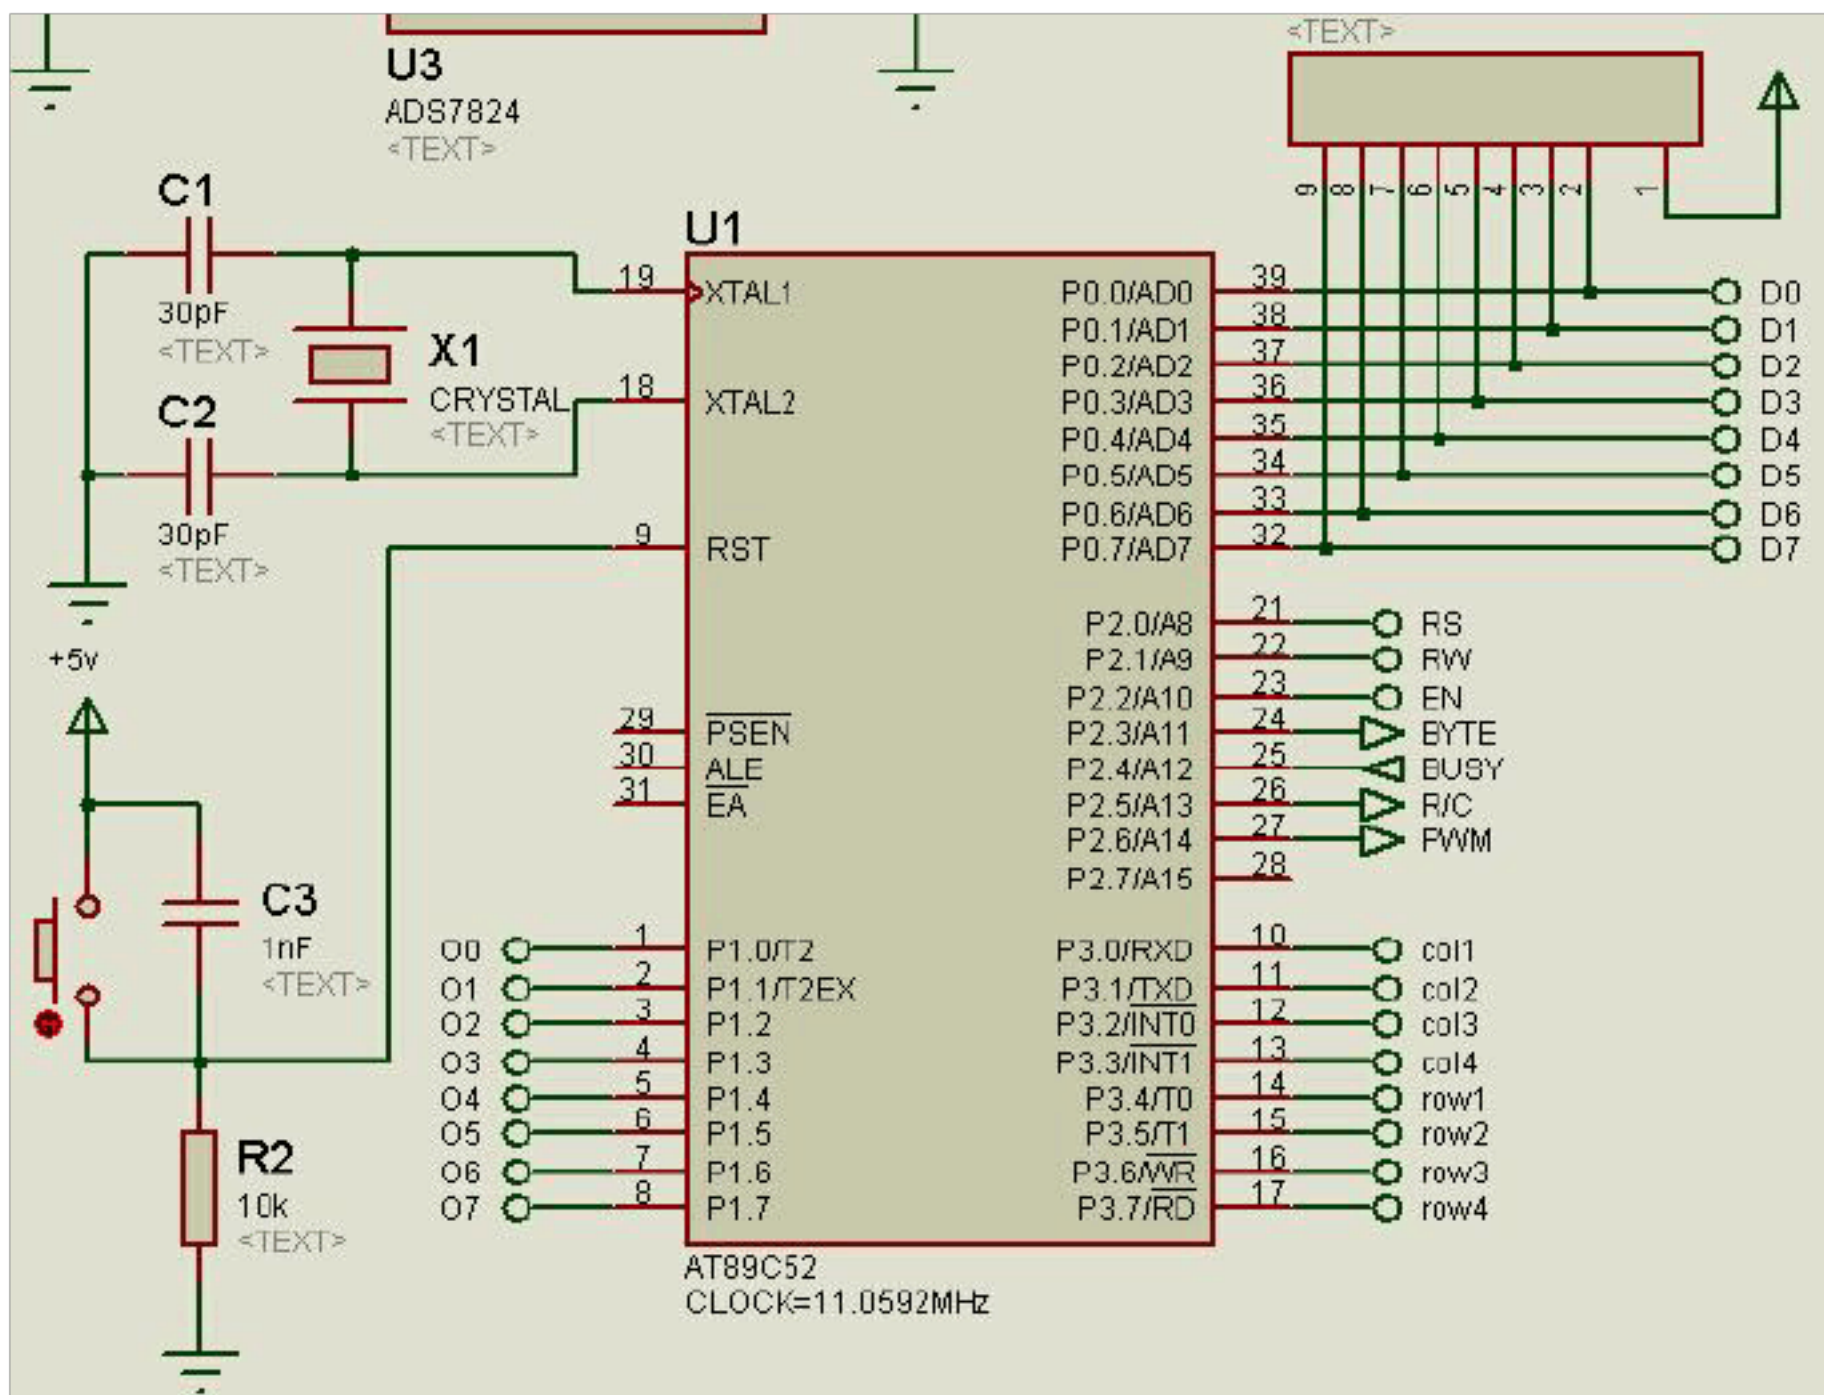 <TEXT>
U3
ADS7824
<TEXT>
9 8 7 6 5 4 3 2 1
C1
30pF
<TEXT>
X1
CRYSTAL
<TEXT>
C2
30pF
<TEXT>
+5v
C3
1nF
<TEXT>
R2
10k
<TEXT>
U1
19 XTAL1
18 XTAL2
9 RST
29 PSEN
30 ALE
31 EA
O0 1 P1.0/T2
O1 2 P1.1/T2EX
O2 3 P1.2
O3 4 P1.3
O4 5 P1.4
O5 6 P1.5
O6 7 P1.6
O7 8 P1.7
P0.0/AD0 39 D0
P0.1/AD1 38 D1
P0.2/AD2 37 D2
P0.3/AD3 36 D3
P0.4/AD4 35 D4
P0.5/AD5 34 D5
P0.6/AD6 33 D6
P0.7/AD7 32 D7
P2.0/A8 21 RS
P2.1/A9 22 RW
P2.2/A10 23 EN
P2.3/A11 24 BYTE
P2.4/A12 25 BUSY
P2.5/A13 26 R/C
P2.6/A14 27 PWM
P2.7/A15 28
P3.0/RXD 10 col1
P3.1/TXD 11 col2
P3.2/INT0 12 col3
P3.3/INT1 13 col4
P3.4/T0 14 row1
P3.5/T1 15 row2
P3.6/WR 16 row3
P3.7/RD 17 row4
AT89C52
CLOCK=11.0592MHz